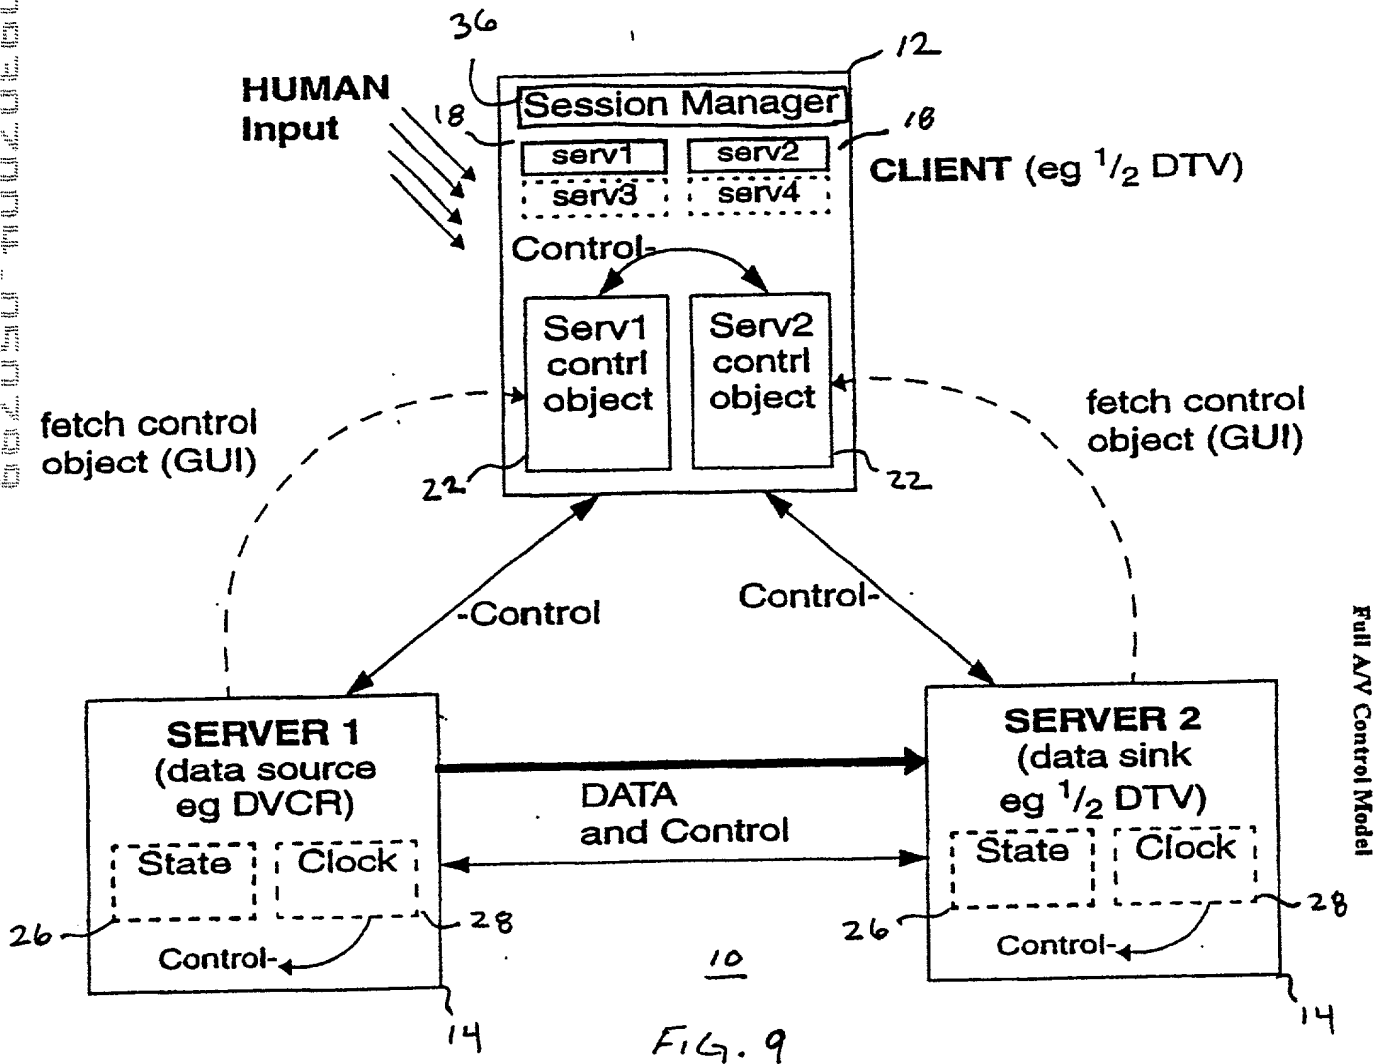 36
12
HUMAN
Input
Session Manager
18
18
serv1 serv2
serv3 serv4
CLIENT (eg 1/2 DTV)
Control-
Serv1
contrl
object
Serv2
contrl
object
22
22
fetch control
object (GUI)
fetch control
object (GUI)
-Control
Control-
SERVER 1
(data source
eg DVCR)
State
Clock
26
28
Control-
14
DATA
and Control
SERVER 2
(data sink
eg 1/2 DTV)
State
Clock
26
28
Control-
14
10
FIG. 9
Full A/V Control Model